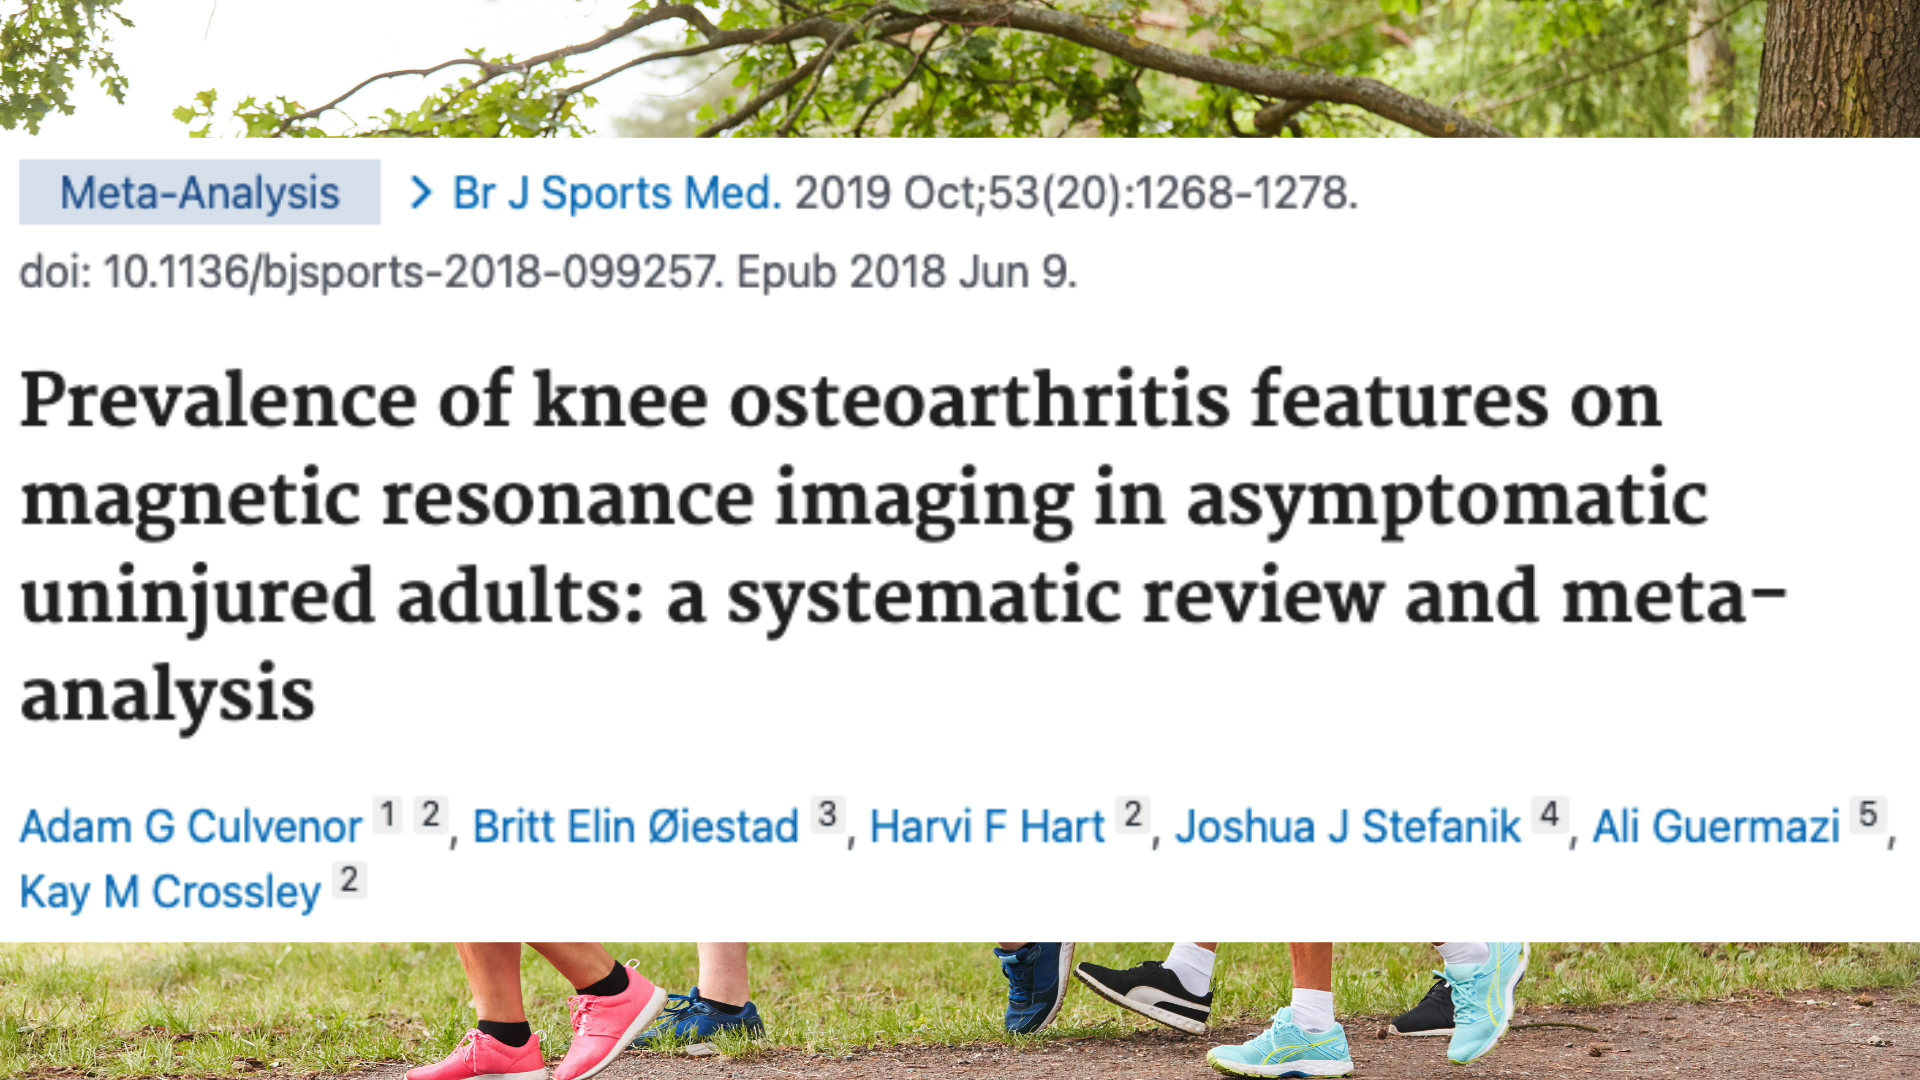 Meta-Analysis > Br J Sports Med. 2019 Oct;53(20):1268-1278.
doi: 10.1136/bjsports-2018-099257. Epub 2018 Jun 9.
Prevalence of knee osteoarthritis features on
magnetic resonance imaging in asymptomatic
uninjured adults: a systematic review and meta-
analysis
Adam G Culvenor 1 2, Britt Elin Øiestad 3, Harvi F Hart 2, Joshua J Stefanik 4, Ali Guermazi 5,
Kay M Crossley 2